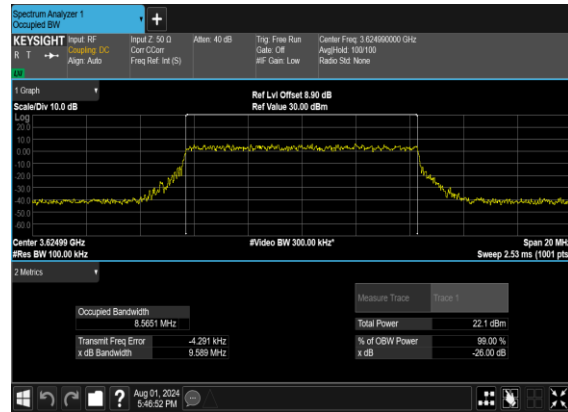 Spectrum Analyzer 1
Occupied BW
+
KEYSIGHT Input: RF Input Z: 50 Ω Atten: 40 dB Trig: Free Run Center Freq: 3.624990000 GHz
R T Coupling: DC Corr CCorr Gate: Off Avg|Hold: 100/100
Align: Auto Freq Ref: Int (S) #IF Gain: Low Radio Std: None
LU
1 Graph
Ref Lvl Offset 8.90 dB
Scale/Div 10.0 dB Ref Value 30.00 dBm
Log
20.0
10.0
0.00
-10.0
-20.0
-30.0
-40.0
-50.0
-60.0
Center 3.62499 GHz #Video BW 300.00 kHz* Span 20 MHz
#Res BW 100.00 kHz Sweep 2.53 ms (1001 pts
2 Metrics
Measure Trace Trace 1
Occupied Bandwidth
8.5651 MHz
Total Power 22.1 dBm
Transmit Freq Error -4.291 kHz % of OBW Power 99.00 %
x dB Bandwidth 9.589 MHz x dB -26.00 dB
? Aug 01, 2024
5:46:52 PM